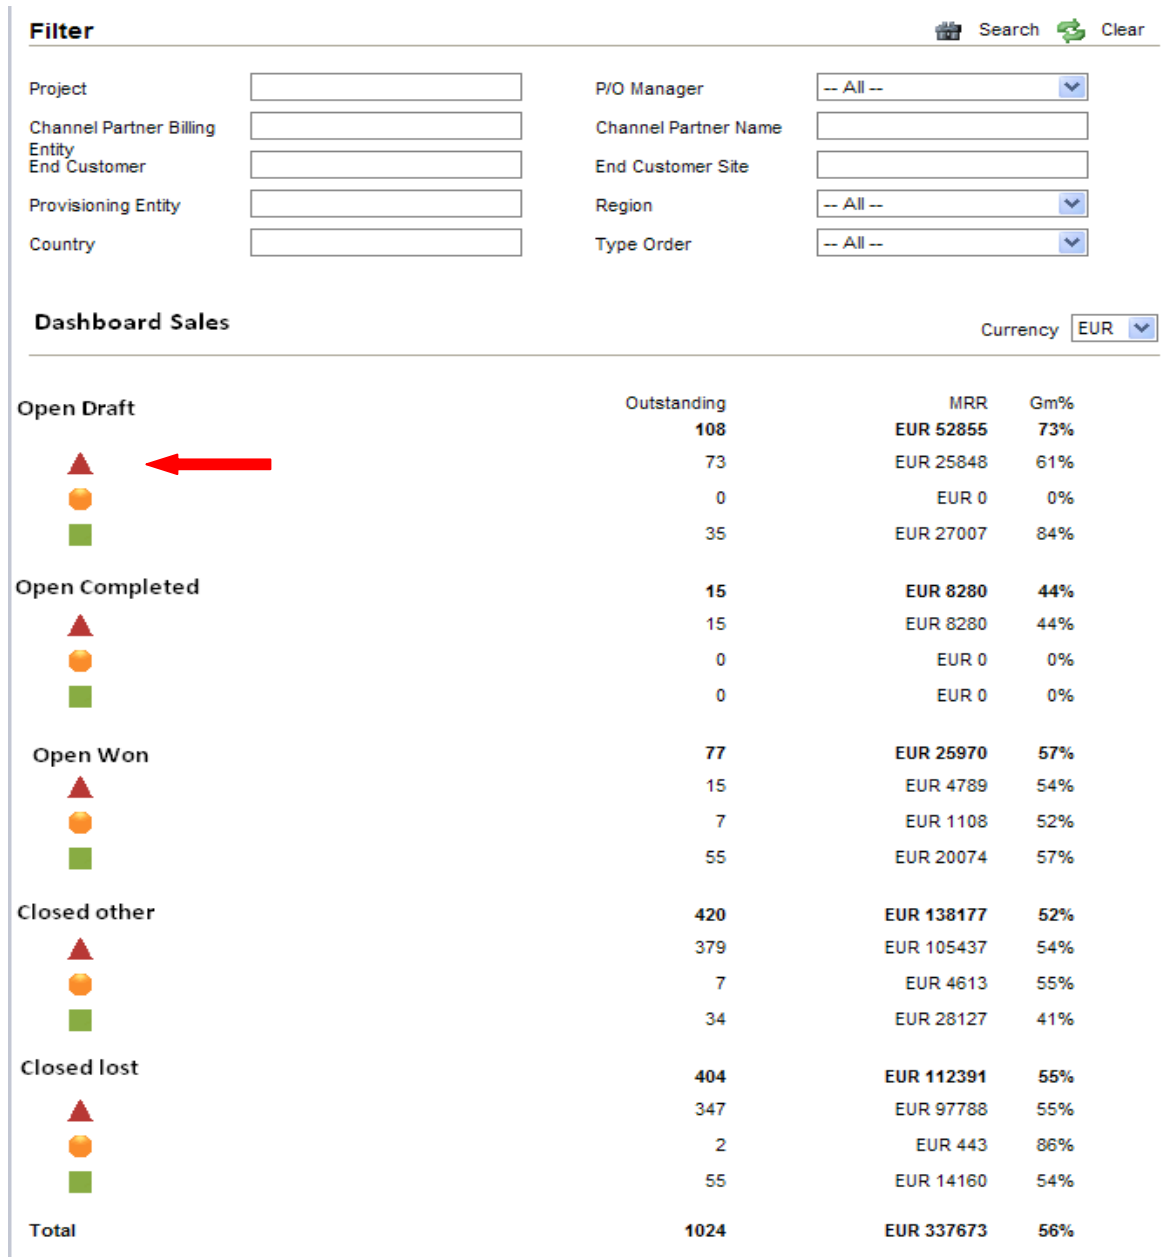 Filter Search Clear
Project P/O Manager -- All --
Channel Partner Billing Entity Channel Partner Name
End Customer End Customer Site
Provisioning Entity Region -- All --
Country Type Order -- All --
Dashboard Sales Currency EUR
Open Draft Outstanding MRR Gm%
108 EUR 52855 73%
73 EUR 25848 61%
0 EUR 0 0%
35 EUR 27007 84%
Open Completed 15 EUR 8280 44%
15 EUR 8280 44%
0 EUR 0 0%
0 EUR 0 0%
Open Won 77 EUR 25970 57%
15 EUR 4789 54%
7 EUR 1108 52%
55 EUR 20074 57%
Closed other 420 EUR 138177 52%
379 EUR 105437 54%
7 EUR 4613 55%
34 EUR 28127 41%
Closed lost 404 EUR 112391 55%
347 EUR 97788 55%
2 EUR 443 86%
55 EUR 14160 54%
Total 1024 EUR 337673 56%